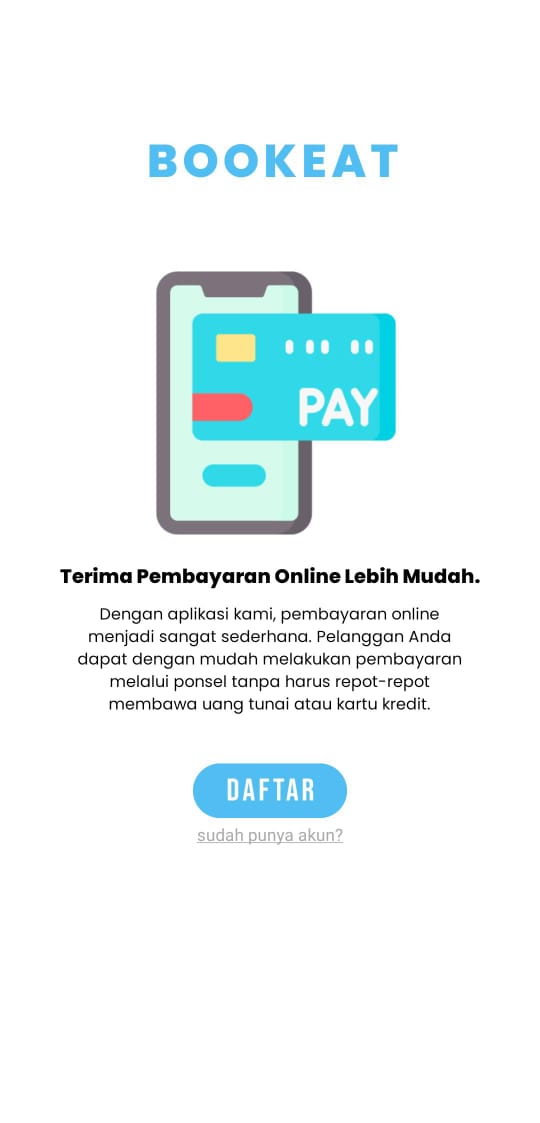 BOOKEAT
PAY
Terima Pembayaran Online Lebih Mudah.
Dengan aplikasi kami, pembayaran online
menjadi sangat sederhana. Pelanggan Anda
dapat dengan mudah melakukan pembayaran
melalui ponsel tanpa harus repot-repot
membawa uang tunai atau kartu kredit.
DAFTAR
sudah punya akun?